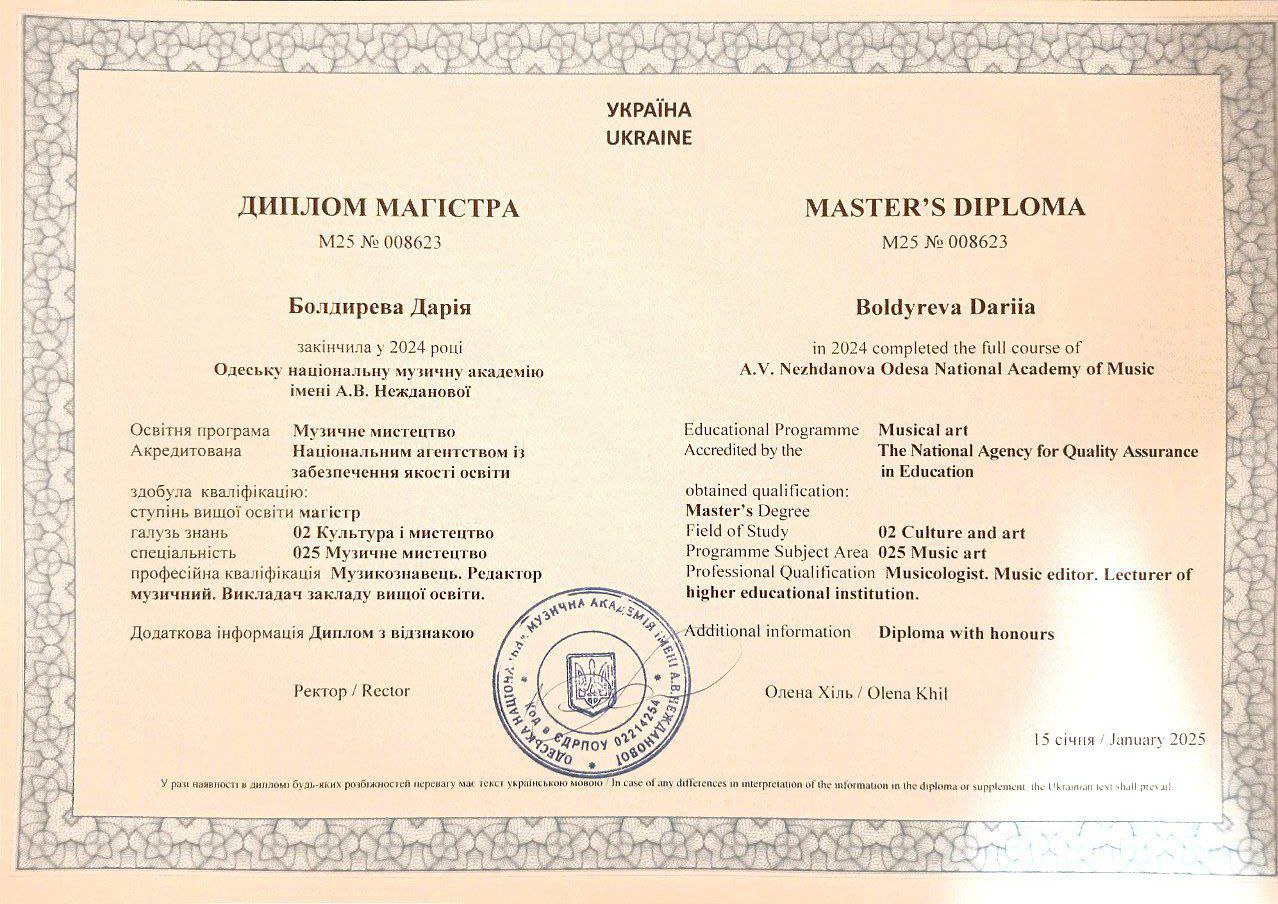 УКРАЇНА
UKRAINE
ДИПЛОМ МАГІСТРА
М25 № 008623
Болдирева Дарія
закінчила у 2024 році
Одеську національну музичну академію
імені А.В. Нежданової
Освітня програма Музичне мистецтво
Акредитована Національним агентством із
забезпечення якості освіти
здобула кваліфікацію:
ступінь вищої освіти магістр
галузь знань 02 Культура і мистецтво
спеціальність 025 Музичне мистецтво
професійна кваліфікація Музикознавець. Редактор
музичний. Викладач закладу вищої освіти.
Додаткова інформація Диплом з відзнакою
MASTER’S DIPLOMA
M25 № 008623
Boldyreva Dariia
in 2024 completed the full course of
A.V. Nezhdanova Odesa National Academy of Music
Educational Programme Musical art
Accredited by the The National Agency for Quality Assurance
in Education
obtained qualification:
Master’s Degree
Field of Study 02 Culture and art
Programme Subject Area 025 Music art
Professional Qualification Musicologist. Music editor. Lecturer of
higher educational institution.
Additional information Diploma with honours
Ректор / Rector
Олена Хіль / Olena Khil
ОДЕСЬКА НАЦІОНАЛЬНА МУЗИЧНА АКАДЕМІЯ ІМЕНІ А.В.НЕЖДАНОВОЇ
Код в ЄДРПОУ 02214254
15 січня / January 2025
У разі наявності в дипломі будь-яких розбіжностей перевагу має текст українською мовою / In case of any differences in interpretation of the information in the diploma or supplement, the Ukrainian text shall prevail.